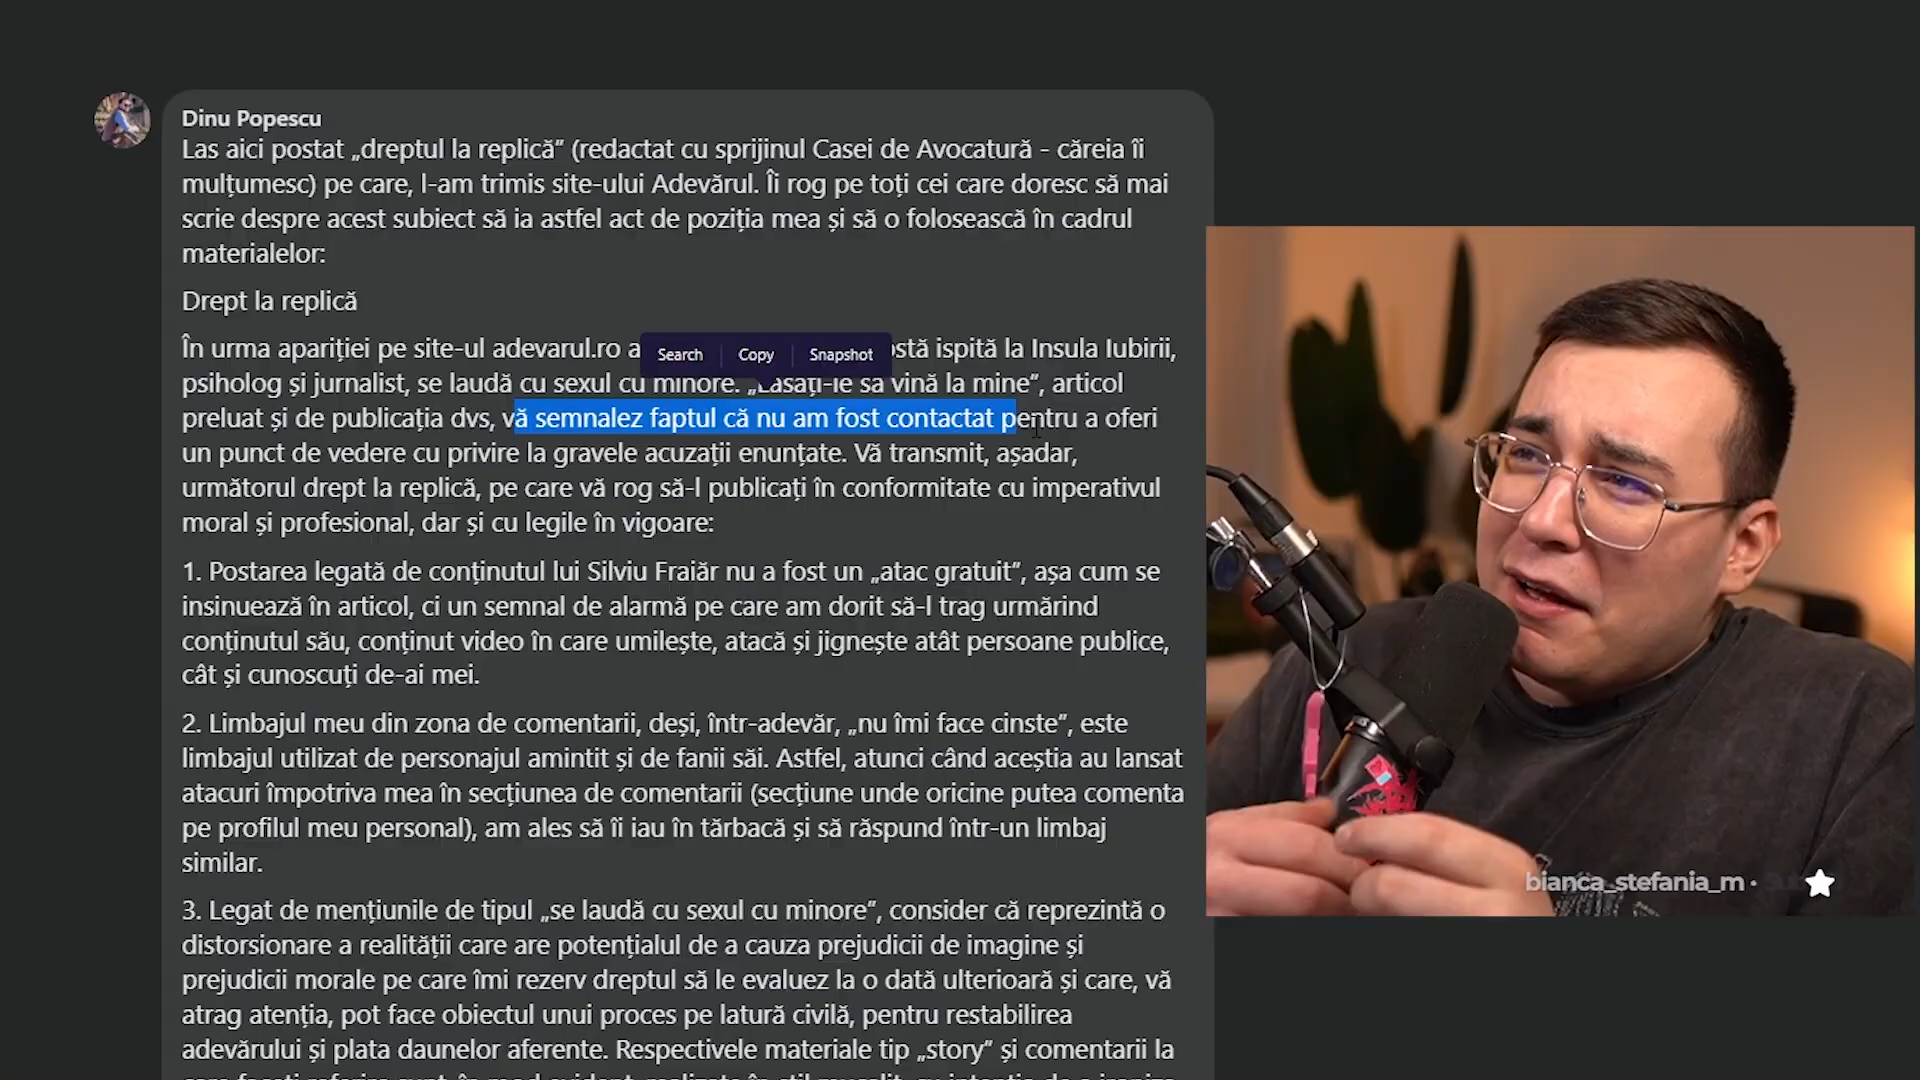 Dinu Popescu
Las aici postat „dreptul la replică” (redactat cu sprijinul Casei de Avocatură - căreia îi
mulțumesc) pe care, l-am trimis site-ului Adevărul. Îi rog pe toți cei care doresc să mai
scrie despre acest subiect să ia astfel act de poziția mea și să o folosească în cadrul
materialelor:
Drept la replică
În urma apariției pe site-ul adevarul.ro a
Search Copy Snapshot
ostă ispită la Insula Iubirii,
psiholog și jurnalist, se laudă cu sexul cu minore. „Lăsați-le să vină la mine”, articol
preluat și de publicația dvs, vă semnalez faptul că nu am fost contactat pentru a oferi
un punct de vedere cu privire la gravele acuzații enunțate. Vă transmit, așadar,
următorul drept la replică, pe care vă rog să-l publicați în conformitate cu imperativul
moral și profesional, dar și cu legile în vigoare:
1. Postarea legată de conținutul lui Silviu Fraiăr nu a fost un „atac gratuit”, așa cum se
insinuează în articol, ci un semnal de alarmă pe care am dorit să-l trag urmărind
conținutul său, conținut video în care umilește, atacă și jignește atât persoane publice,
cât și cunoscuți de-ai mei.
2. Limbajul meu din zona de comentarii, deși, într-adevăr, „nu îmi face cinste”, este
limbajul utilizat de personajul amintit și de fanii săi. Astfel, atunci când aceștia au lansat
atacuri împotriva mea în secțiunea de comentarii (secțiune unde oricine putea comenta
pe profilul meu personal), am ales să îi iau în tărbacă și să răspund într-un limbaj
similar.
3. Legat de mențiunile de tipul „se laudă cu sexul cu minore”, consider că reprezintă o
distorsionare a realității care are potențialul de a cauza prejudicii de imagine și
prejudicii morale pe care îmi rezerv dreptul să le evaluez la o dată ulterioară și care, vă
atrag atenția, pot face obiectul unui proces pe latură civilă, pentru restabilirea
adevărului și plata daunelor aferente. Respectivele materiale tip „story” și comentarii la
bianca_stefania_m ·